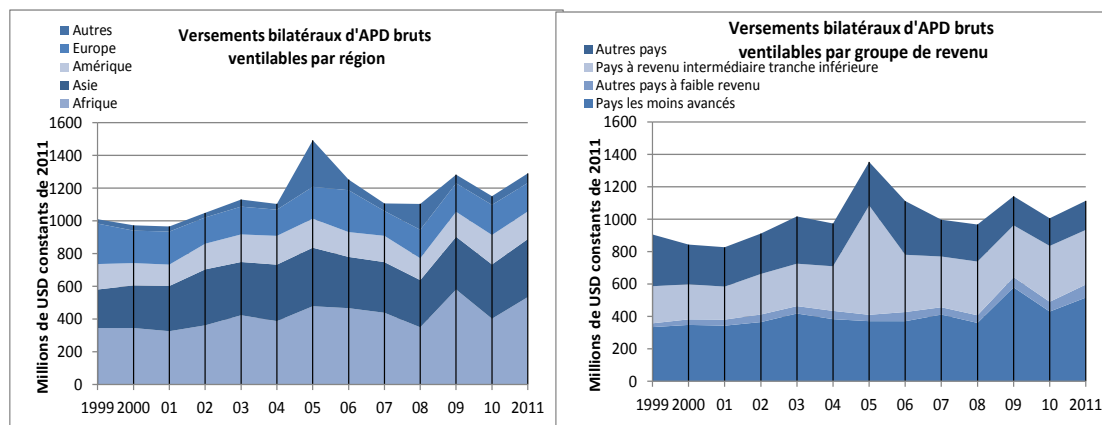 Versements bilatéraux d'APD bruts
ventilables par région
Autres
Europe
Amérique
Asie
Afrique
Millions de USD constants de 2011
1600
1400
1200
1000
800
600
400
200
0
1999 2000 01 02 03 04 05 06 07 08 09 10 2011
Versements bilatéraux d'APD bruts
ventilables par groupe de revenu
Autres pays
Pays à revenu intermédiaire tranche inférieure
Autres pays à faible revenu
Pays les moins avancés
Millions de USD constants de 2011
1600
1400
1200
1000
800
600
400
200
0
1999 2000 01 02 03 04 05 06 07 08 09 10 2011